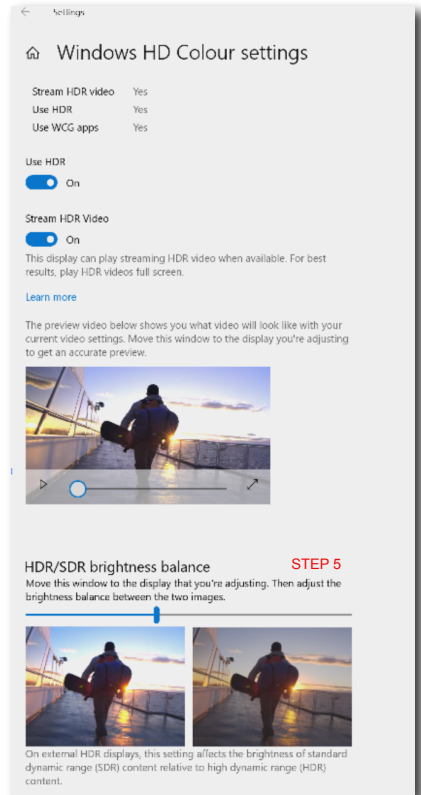 Settings
Windows HD Colour settings
Stream HDR video Yes
Use HDR Yes
Use WCG apps Yes
Use HDR
On
Stream HDR Video
On
This display can play streaming HDR video when available. For best
results, play HDR videos full screen.
Learn more
The preview video below shows you what video will look like with your
current video settings. Move this window to the display you're adjusting
to get an accurate preview.
HDR/SDR brightness balance STEP 5
Move this window to the display that you're adjusting. Then adjust the
brightness balance between the two images.
On external HDR displays, this setting affects the brightness of standard
dynamic range (SDR) content relative to high dynamic range (HDR)
content.